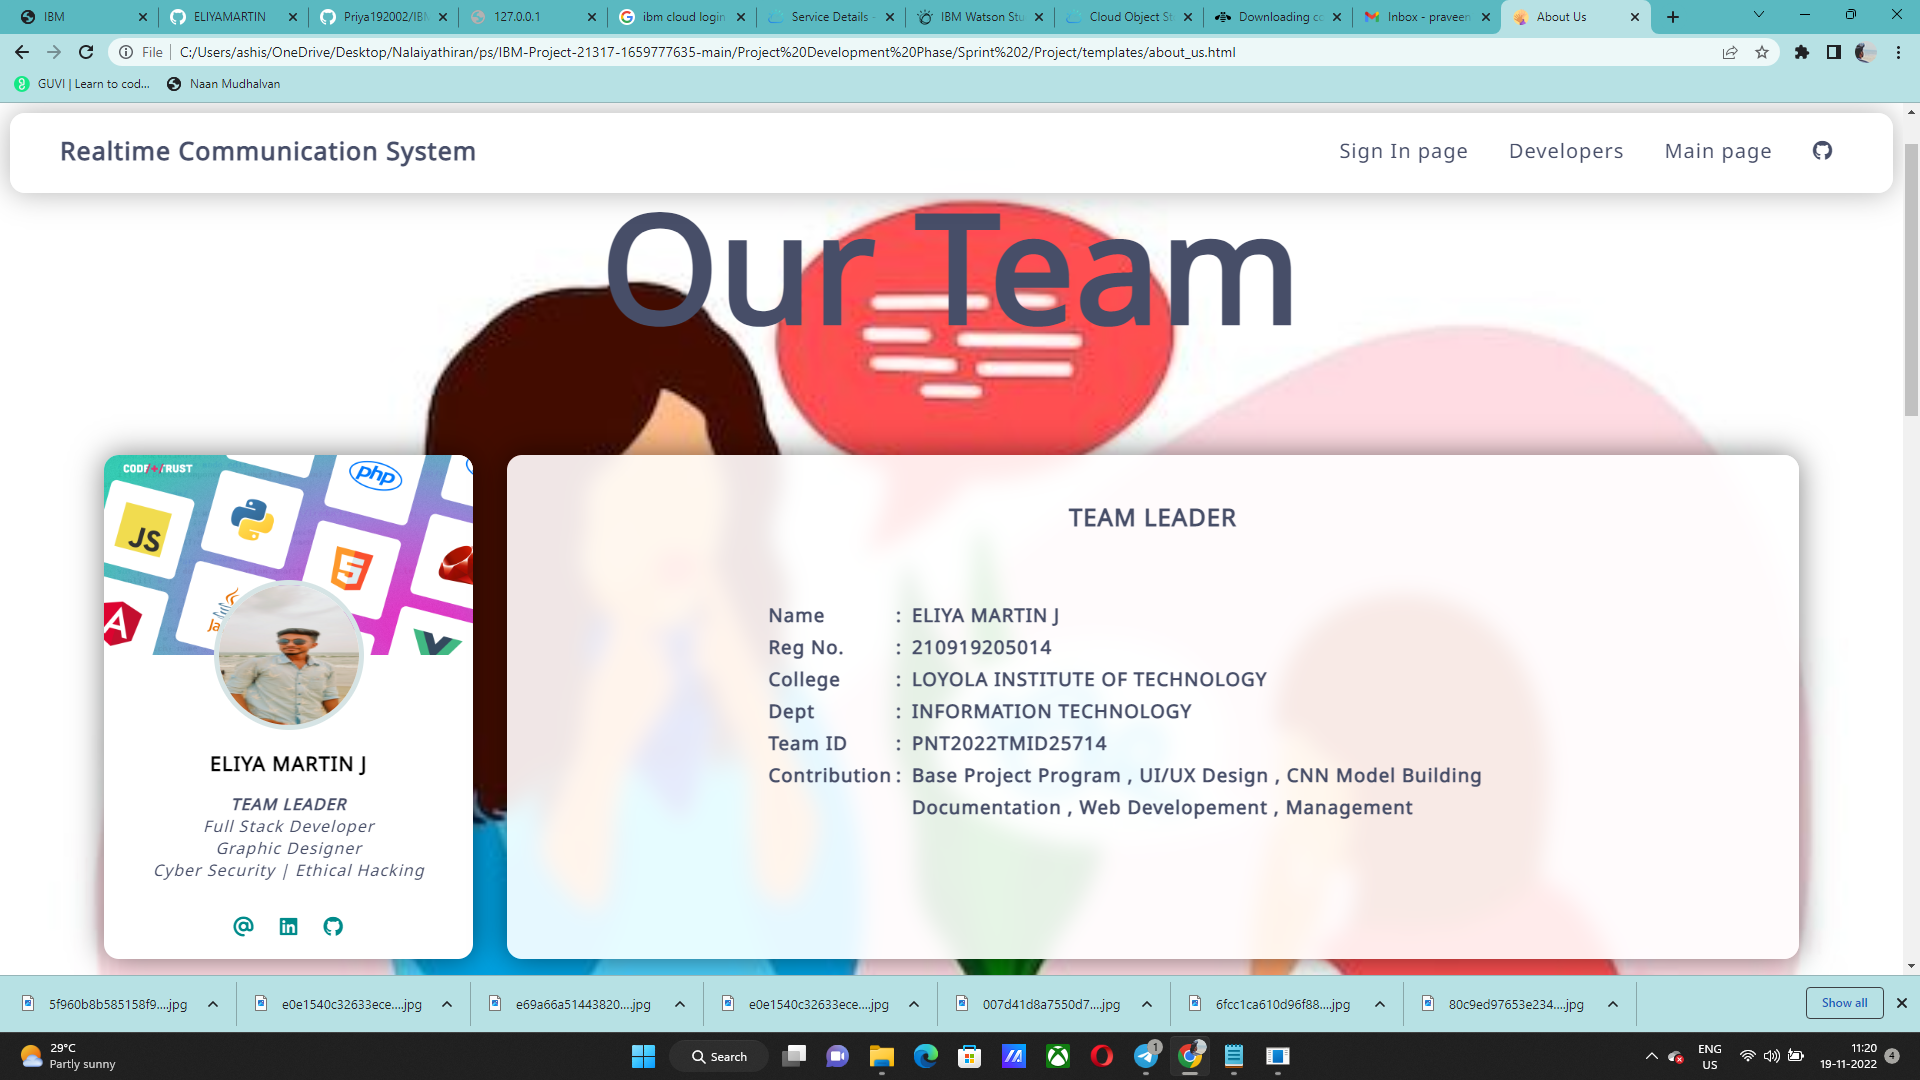 IBM
ELIYAMARTIN
Priya192002/IBM
127.0.0.1
ibm cloud login
Service Details -
IBM Watson Stu
Cloud Object St
Downloading co
Inbox - praveen
About Us
File
C:/Users/ashis/OneDrive/Desktop/Nalaiyathiran/ps/IBM-Project-21317-1659777635-main/Project%20Development%20Phase/Sprint%202/Project/templates/about_us.html
GUVI | Learn to cod...
Naan Mudhalvan
Realtime Communication System
Sign In page
Developers
Main page
Our Team
JS
php
5
A
ELIYA MARTIN J
TEAM LEADER
Full Stack Developer
Graphic Designer
Cyber Security | Ethical Hacking
TEAM LEADER
Name : ELIYA MARTIN J
Reg No. : 210919205014
College : LOYOLA INSTITUTE OF TECHNOLOGY
Dept : INFORMATION TECHNOLOGY
Team ID : PNT2022TMID25714
Contribution : Base Project Program , UI/UX Design , CNN Model Building
Documentation , Web Developement , Management
5f960b8b585158f9....jpg
e0e1540c32633ece....jpg
e69a66a51443820....jpg
e0e1540c32633ece....jpg
007d41d8a7550d7....jpg
6fcc1ca610d96f88....jpg
80c9ed97653e234....jpg
Show all
29°C
Partly sunny
Search
1
ENG
US
11:20
19-11-2022
4